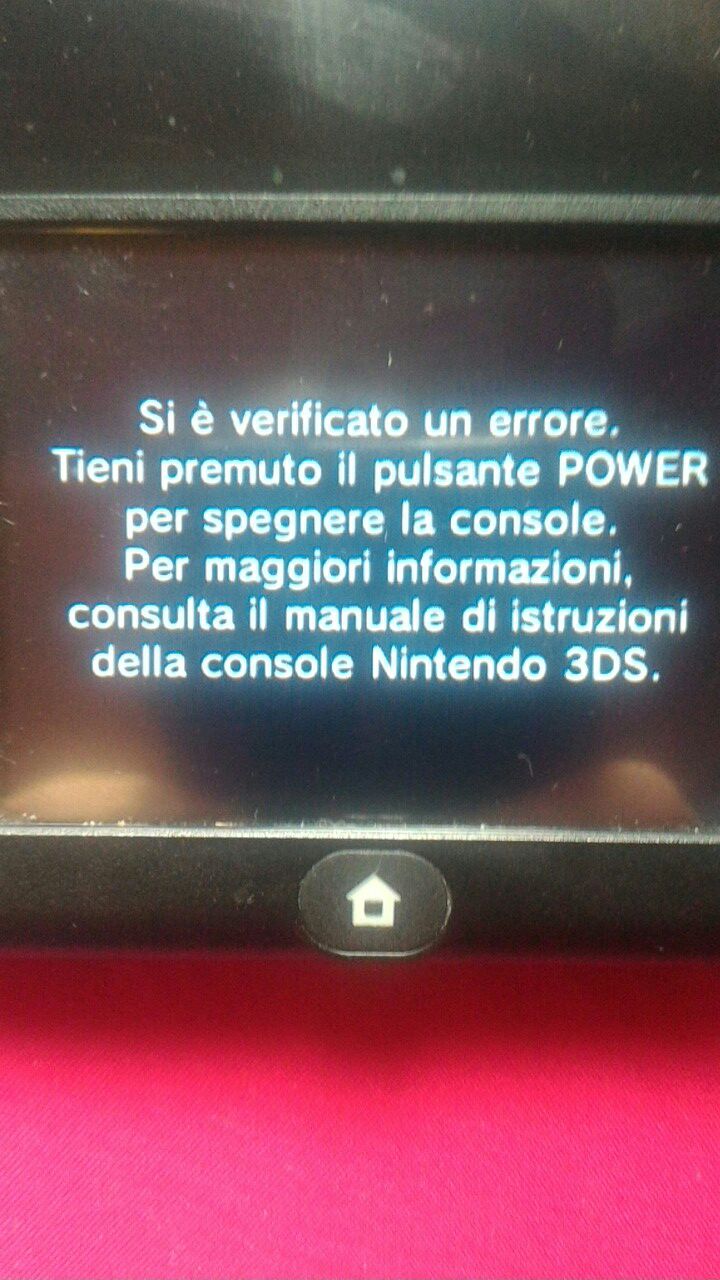 Si è verificato un errore.
Tieni premuto il pulsante POWER
per spegnere la console.
Per maggiori informazioni,
consulta il manuale di istruzioni
della console Nintendo 3DS.